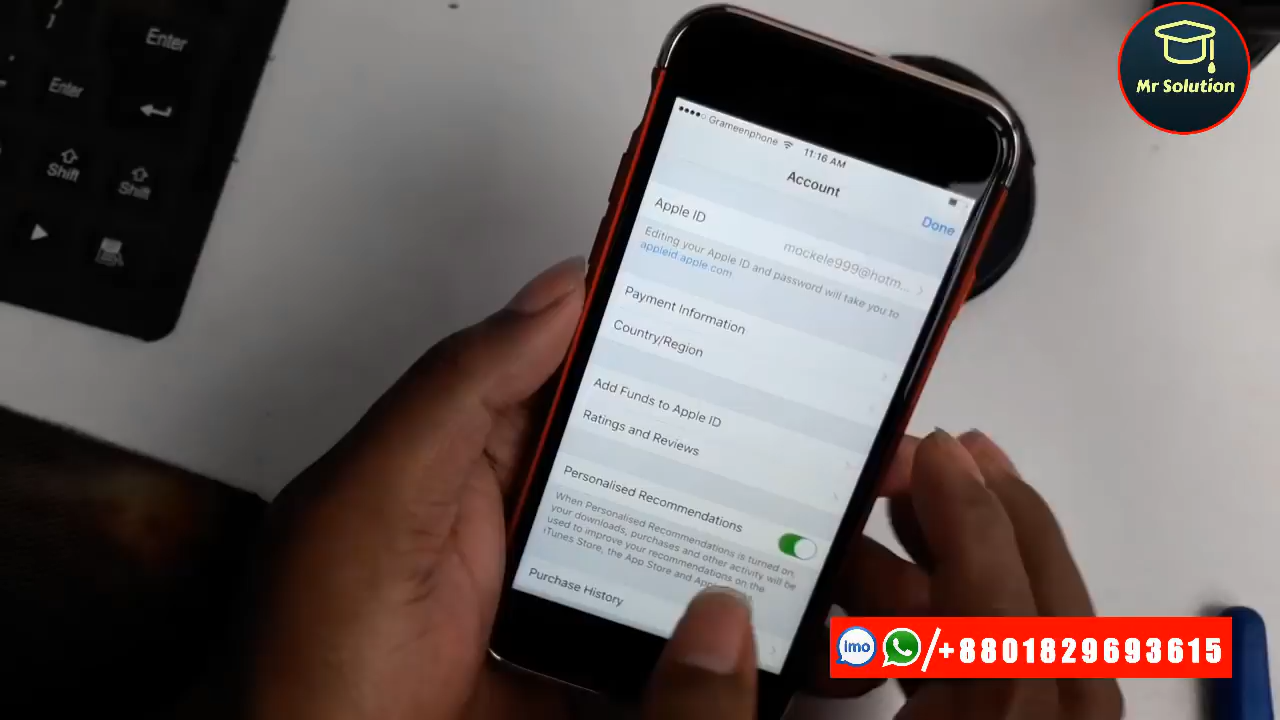 Enter
Enter
Shift
Shift
Mr Solution
Grameenphone 11:16 AM
Account
Done
Apple ID
mockele999@hotm...
Editing your Apple ID and password will take you to
appleid.apple.com
Payment Information
Country/Region
Add Funds to Apple ID
Ratings and Reviews
Personalised Recommendations
When Personalised Recommendations is turned on,
your downloads, purchases and other activity will be
used to improve your recommendations on the
iTunes Store, the App Store and
Purchase History
imo /+8801829693615